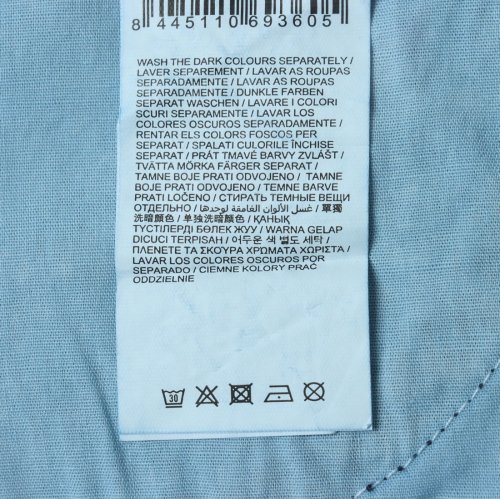 8 445110 693605
WASH THE DARK COLOURS SEPARATELY /
LAVER SEPAREMENT / LAVAR AS ROUPAS
SEPARADAMENTE / LAVAR AS ROUPAS
SEPARADAMENTE / DUNKLE FARBEN
SEPARAT WASCHEN / LAVARE I COLORI
SCURI SEPARAMENTE / LAVAR LOS
COLORES OSCUROS SEPARADAMENTE /
RENTAR ELS COLORS FOSCOS PER
SEPARAT / SPALATI CULORILE ÎNCHISE
SEPARAT / PRÁT TMAVÉ BARVY ZVLÁŠT /
TVÄTTA MÖRKA FÄRGER SEPARAT /
TAMNE BOJE PRATI ODVOJENO / TAMNE
BOJE PRATI ODVOJENO / TEMNE BARVE
PRATI LOČENO / СТИРАТЬ ТЕМНЫЕ ВЕЩИ
ОТДЕЛЬНО / غسل الألوان الغامقة لوحدها / 單獨
洗暗顏色 / 单独洗暗颜色 / ҚАНЫҚ
ТҮСТІЛЕРДІ БӨЛЕК ЖУУ / WARNA GELAP
DICUCI TERPISAH / 어두운 색 별도 세탁 /
ΠΛΕΝΕΤΕ ΤΑ ΣΚΟΥΡΑ ΧΡΩΜΑΤΑ ΧΩΡΙΣΤΑ /
LAVAR LOS COLORES OSCUROS POR
SEPARADO / CIEMNE KOLORY PRAĆ
ODDZIELNIE
30